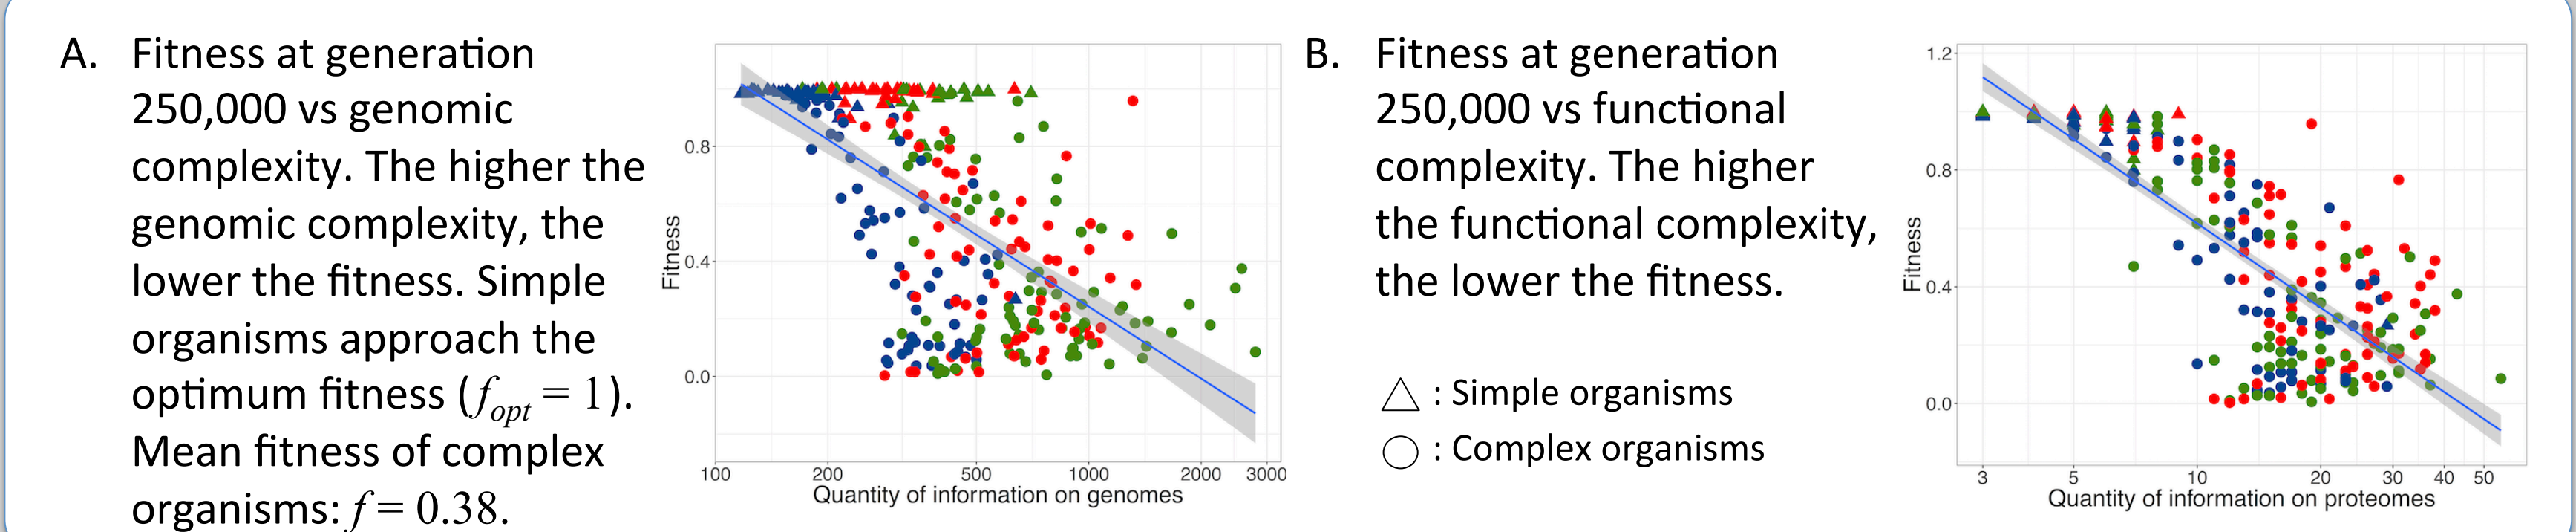 A. Fitness at generation
250,000 vs genomic
complexity. The higher the
genomic complexity, the
lower the fitness. Simple
organisms approach the
optimum fitness (fopt = 1).
Mean fitness of complex
organisms: f = 0.38.
Fitness
0.8
0.4
0.0
100 200 500 1000 2000 3000
Quantity of information on genomes
B. Fitness at generation
250,000 vs functional
complexity. The higher
the functional complexity,
the lower the fitness.
: Simple organisms
: Complex organisms
Fitness
1.2
0.8
0.4
0.0
3 5 10 20 30 40 50
Quantity of information on proteomes